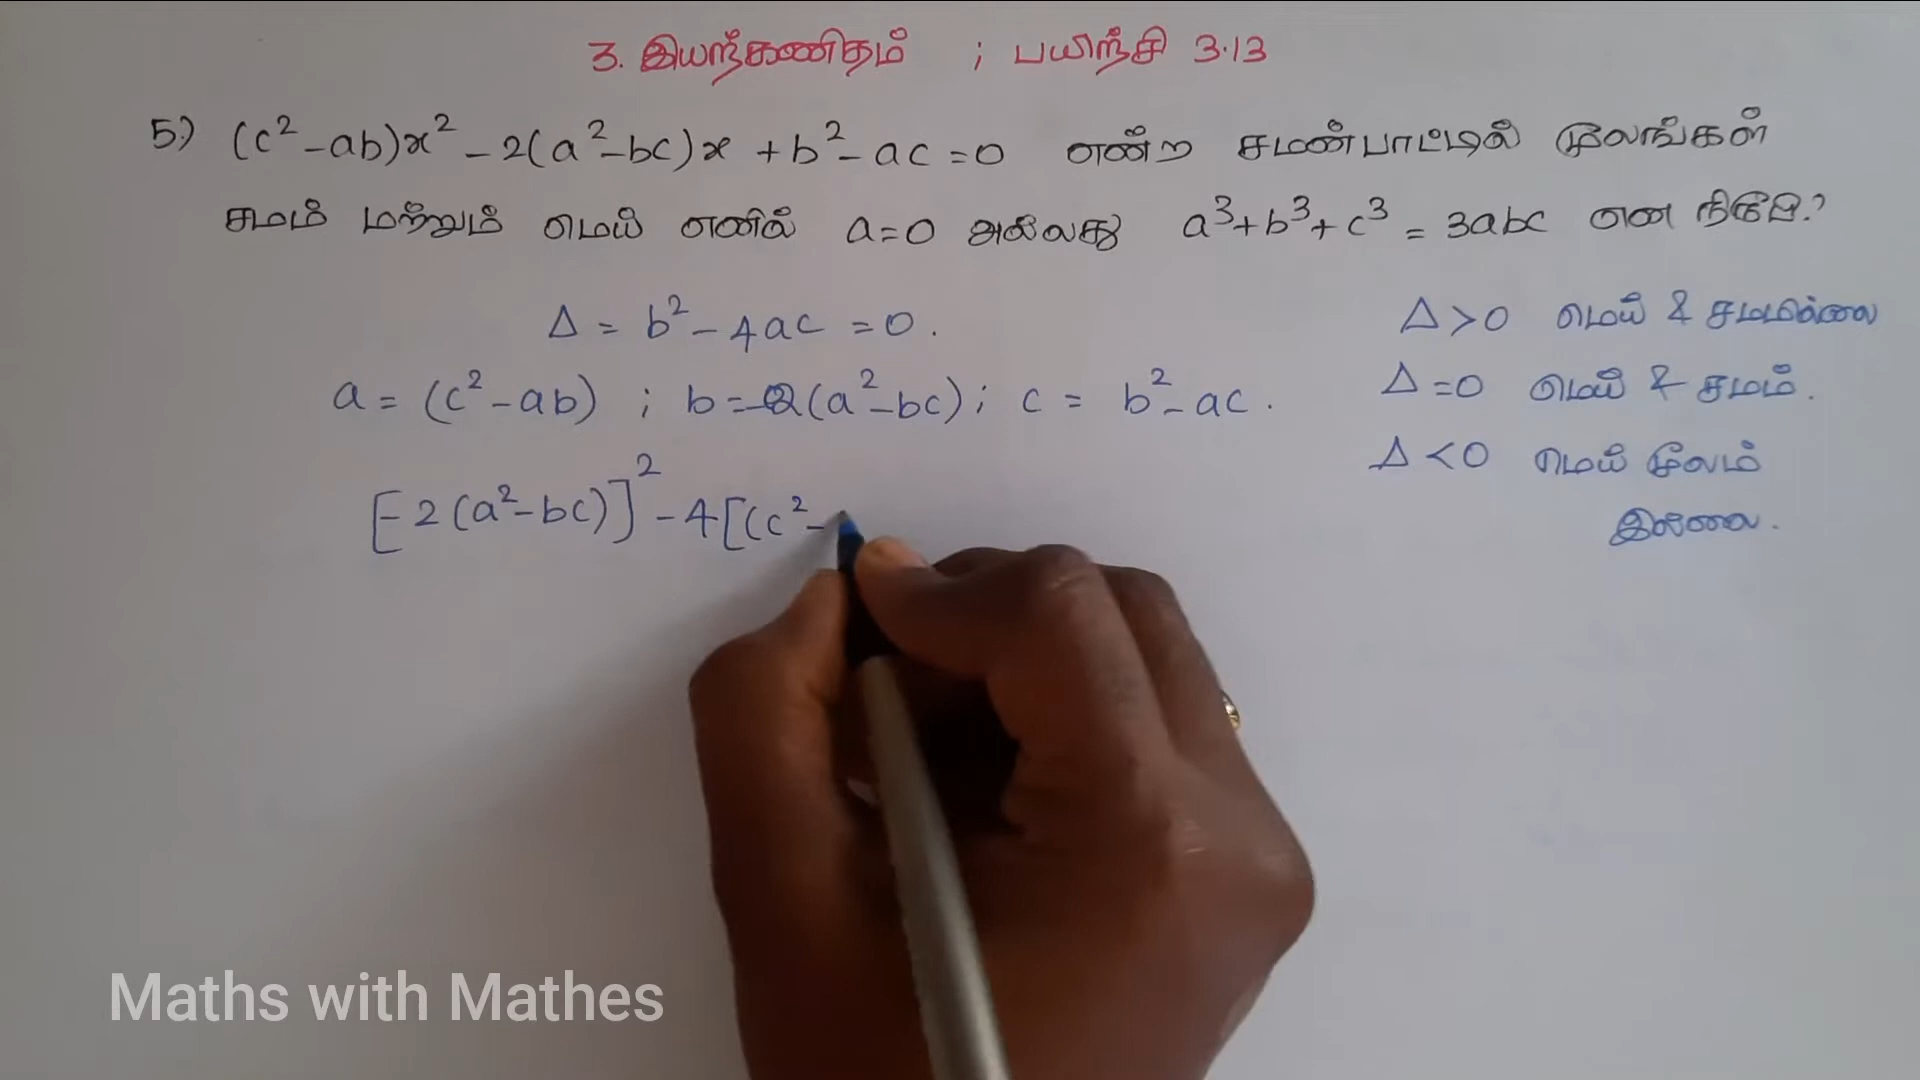 3. இயற்கணிதம் ; பயிற்சி 3.13
5) (c² - ab)x² - 2(a² - bc)x + b² - ac = 0 என்ற சமன்பாட்டில் மூலங்கள்
சமம் மற்றும் மெய் எனில் a = 0 அல்லது a³ + b³ + c³ = 3abc என நிரூபி.?
Δ = b² - 4ac = 0.
a = (c² - ab) ; b = -2(a² - bc) ; c = b² - ac.
[-2(a² - bc)]² - 4[(c² -
Δ > 0 மெய் & சமமில்லை
Δ = 0 மெய் & சமம்.
Δ < 0 மெய் மூலம்
இல்லை.
Maths with Mathes